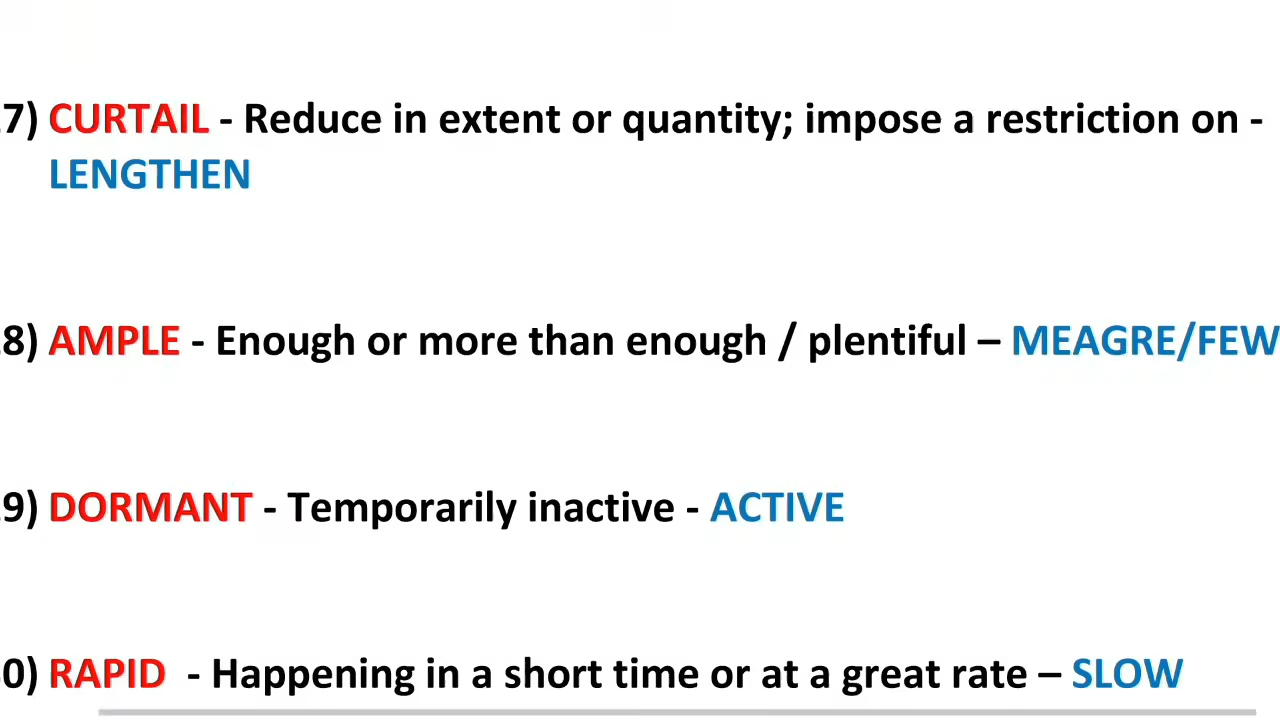 7) CURTAIL - Reduce in extent or quantity; impose a restriction on -
LENGTHEN
8) AMPLE - Enough or more than enough / plentiful – MEAGRE/FEW
9) DORMANT - Temporarily inactive - ACTIVE
0) RAPID - Happening in a short time or at a great rate – SLOW